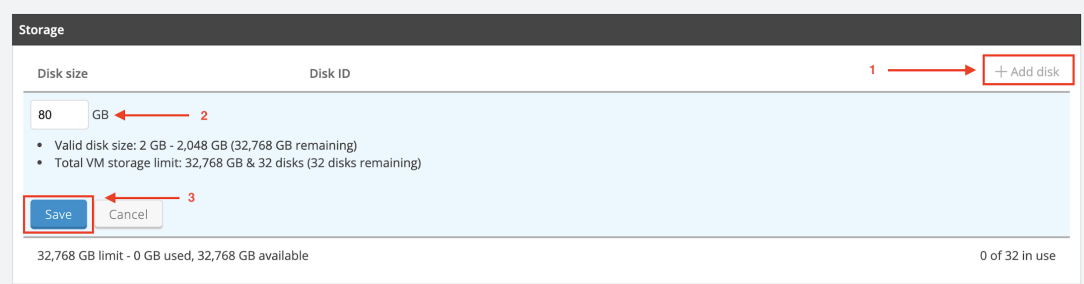 Storage
Disk size Disk ID 1 + Add disk
80 GB 2
• Valid disk size: 2 GB - 2,048 GB (32,768 GB remaining)
• Total VM storage limit: 32,768 GB & 32 disks (32 disks remaining)
3
Save Cancel
32,768 GB limit - 0 GB used, 32,768 GB available 0 of 32 in use